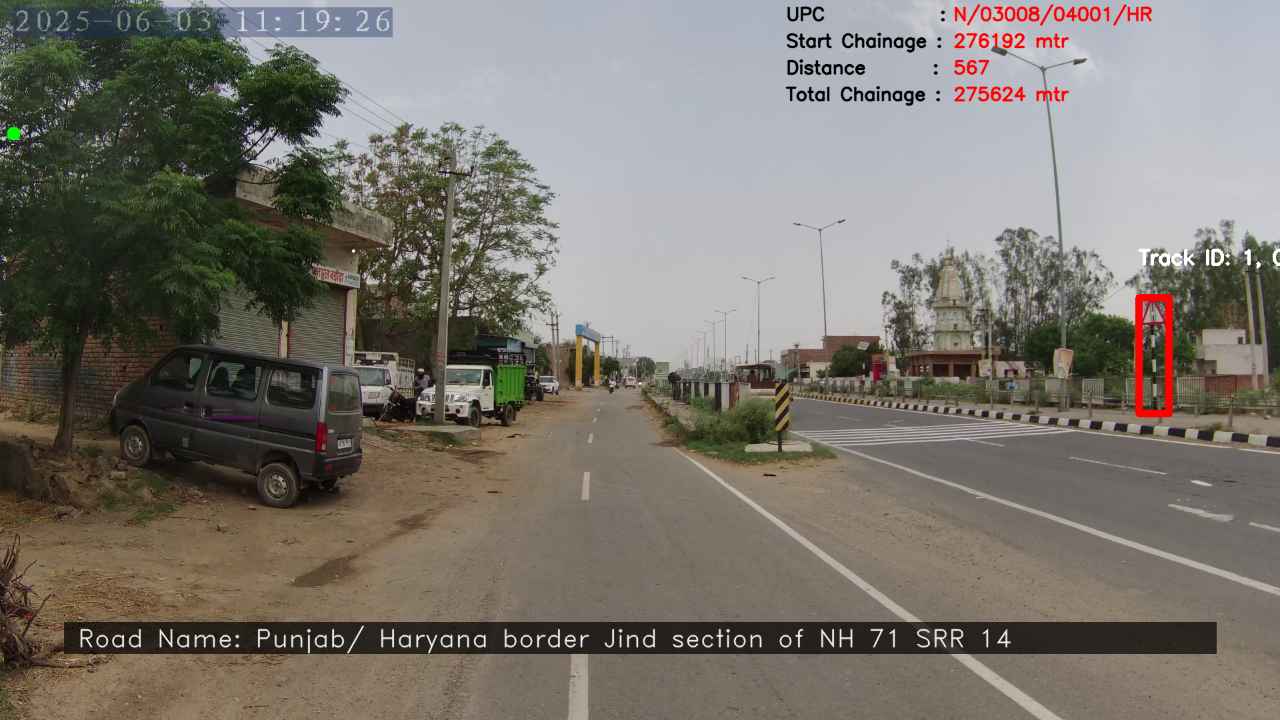 2025-06-03 11:19:26
UPC : N/03008/04001/HR
Start Chainage : 276192 mtr
Distance : 567
Total Chainage : 275624 mtr
Track ID: 1,
Road Name: Punjab/ Haryana border Jind section of NH 71 SRR 14